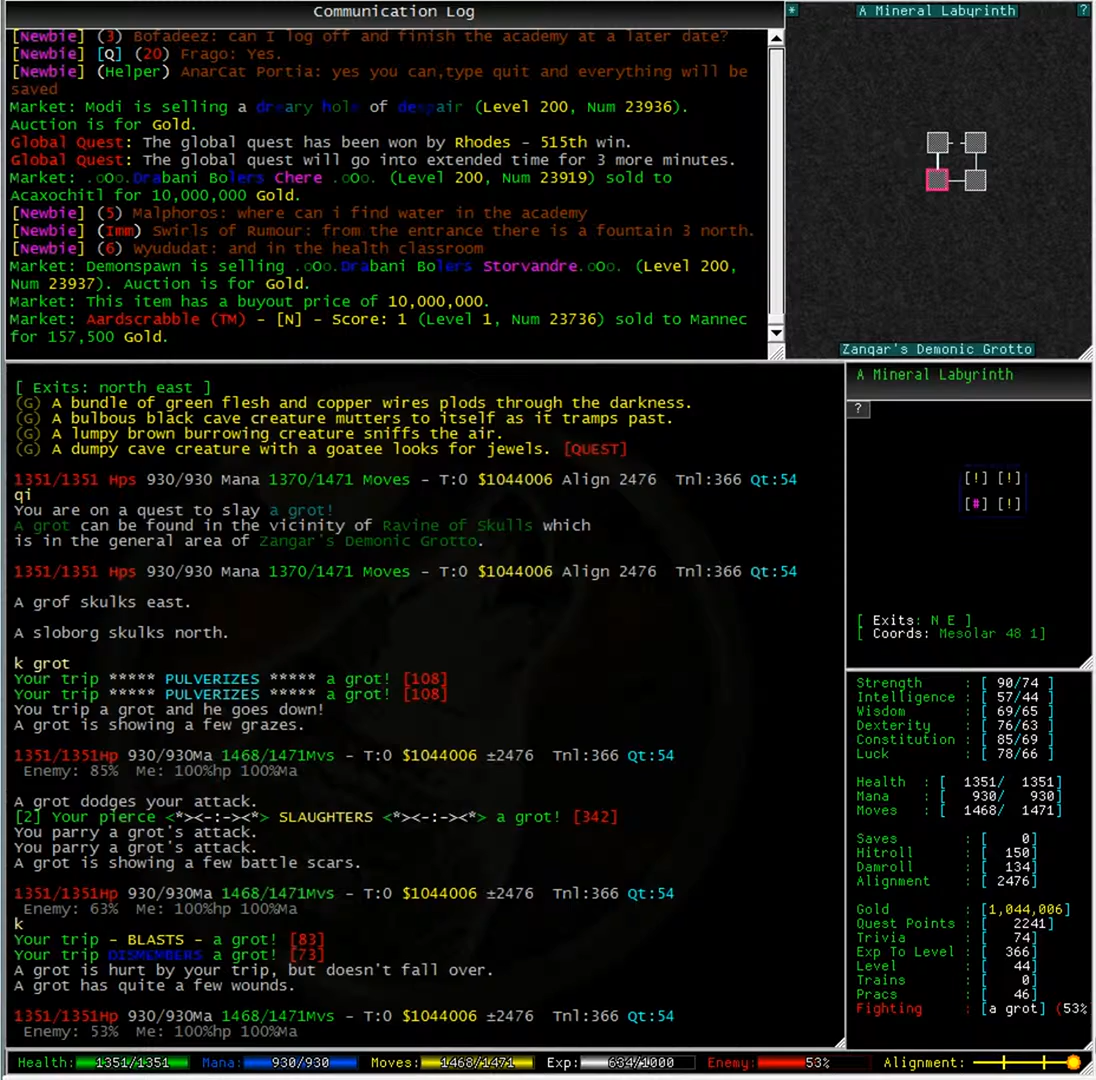 Communication Log
[Newbie] (3) Bofadeez: can I log off and finish the academy at a later date?
[Newbie] [Q] (20) Frago: Yes.
[Newbie] (Helper) AnarCat Portia: yes you can,type quit and everything will be
saved
Market: Modi is selling a dreary hole of despair (Level 200, Num 23936).
Auction is for Gold.
Global Quest: The global quest has been won by Rhodes - 515th win.
Global Quest: The global quest will go into extended time for 3 more minutes.
Market: .oOo.Drabani Bolers Chere .oOo. (Level 200, Num 23919) sold to
Acaxochitl for 10,000,000 Gold.
[Newbie] (5) Malphoros: where can i find water in the academy
[Newbie] (Imm) Swirls of Rumour: from the entrance there is a fountain 3 north.
[Newbie] (6) Wyududat: and in the health classroom
Market: Demonspawn is selling .oOo.Drabani Bolers Storvandre.oOo. (Level 200,
Num 23937). Auction is for Gold.
Market: This item has a buyout price of 10,000,000.
Market: Aardscrabble (TM) - [N] - Score: 1 (Level 1, Num 23736) sold to Mannec
for 157,500 Gold.
* A Mineral Labyrinth ?
Zangar's Demonic Grotto
[ Exits: north east ]
(G) A bundle of green flesh and copper wires plods through the darkness.
(G) A bulbous black cave creature mutters to itself as it tramps past.
(G) A lumpy brown burrowing creature sniffs the air.
(G) A dumpy cave creature with a goatee looks for jewels. [QUEST]
1351/1351 Hps 930/930 Mana 1370/1471 Moves - T:0 $1044006 Align 2476 Tnl:366 Qt:54
qi
You are on a quest to slay a grot!
A grot can be found in the vicinity of Ravine of Skulls which
is in the general area of Zangar's Demonic Grotto.
1351/1351 Hps 930/930 Mana 1370/1471 Moves - T:0 $1044006 Align 2476 Tnl:366 Qt:54
A grof skulks east.
A sloborg skulks north.
k grot
Your trip ***** PULVERIZES ***** a grot! [108]
Your trip ***** PULVERIZES ***** a grot! [108]
You trip a grot and he goes down!
A grot is showing a few grazes.
1351/1351Hp 930/930Ma 1468/1471Mvs - T:0 $1044006 ±2476 Tnl:366 Qt:54
Enemy: 85% Me: 100%hp 100%Ma
A grot dodges your attack.
[2] Your pierce <*><-:-><*> SLAUGHTERS <*><-:-><*> a grot! [342]
You parry a grot's attack.
You parry a grot's attack.
A grot is showing a few battle scars.
1351/1351Hp 930/930Ma 1468/1471Mvs - T:0 $1044006 ±2476 Tnl:366 Qt:54
Enemy: 63% Me: 100%hp 100%Ma
k
Your trip - BLASTS - a grot! [83]
Your trip DISMEMBERS a grot! [73]
A grot is hurt by your trip, but doesn't fall over.
A grot has quite a few wounds.
1351/1351Hp 930/930Ma 1468/1471Mvs - T:0 $1044006 ±2476 Tnl:366 Qt:54
Enemy: 53% Me: 100%hp 100%Ma
A Mineral Labyrinth
?
[!] [!]
[#] [!]
[ Exits: N E ]
[ Coords: Mesolar 48 1]
Strength : [ 90/74 ]
Intelligence : [ 57/44 ]
Wisdom : [ 69/65 ]
Dexterity : [ 76/63 ]
Constitution : [ 85/69 ]
Luck : [ 78/66 ]
Health : [ 1351/ 1351]
Mana : [ 930/ 930]
Moves : [ 1468/ 1471]
Saves : [ 0]
Hitroll : [ 150]
Damroll : [ 134]
Alignment : [ 2476]
Gold : [1,044,006]
Quest Points : [ 2241]
Trivia : [ 74]
Exp To Level : [ 366]
Level : [ 44]
Trains : [ 0]
Pracs : [ 46]
Fighting : [a grot] (53%
Health: 1351/1351 Mana: 930/930 Moves: 1468/1471 Exp: 634/1000 Enemy: 53% Alignment: